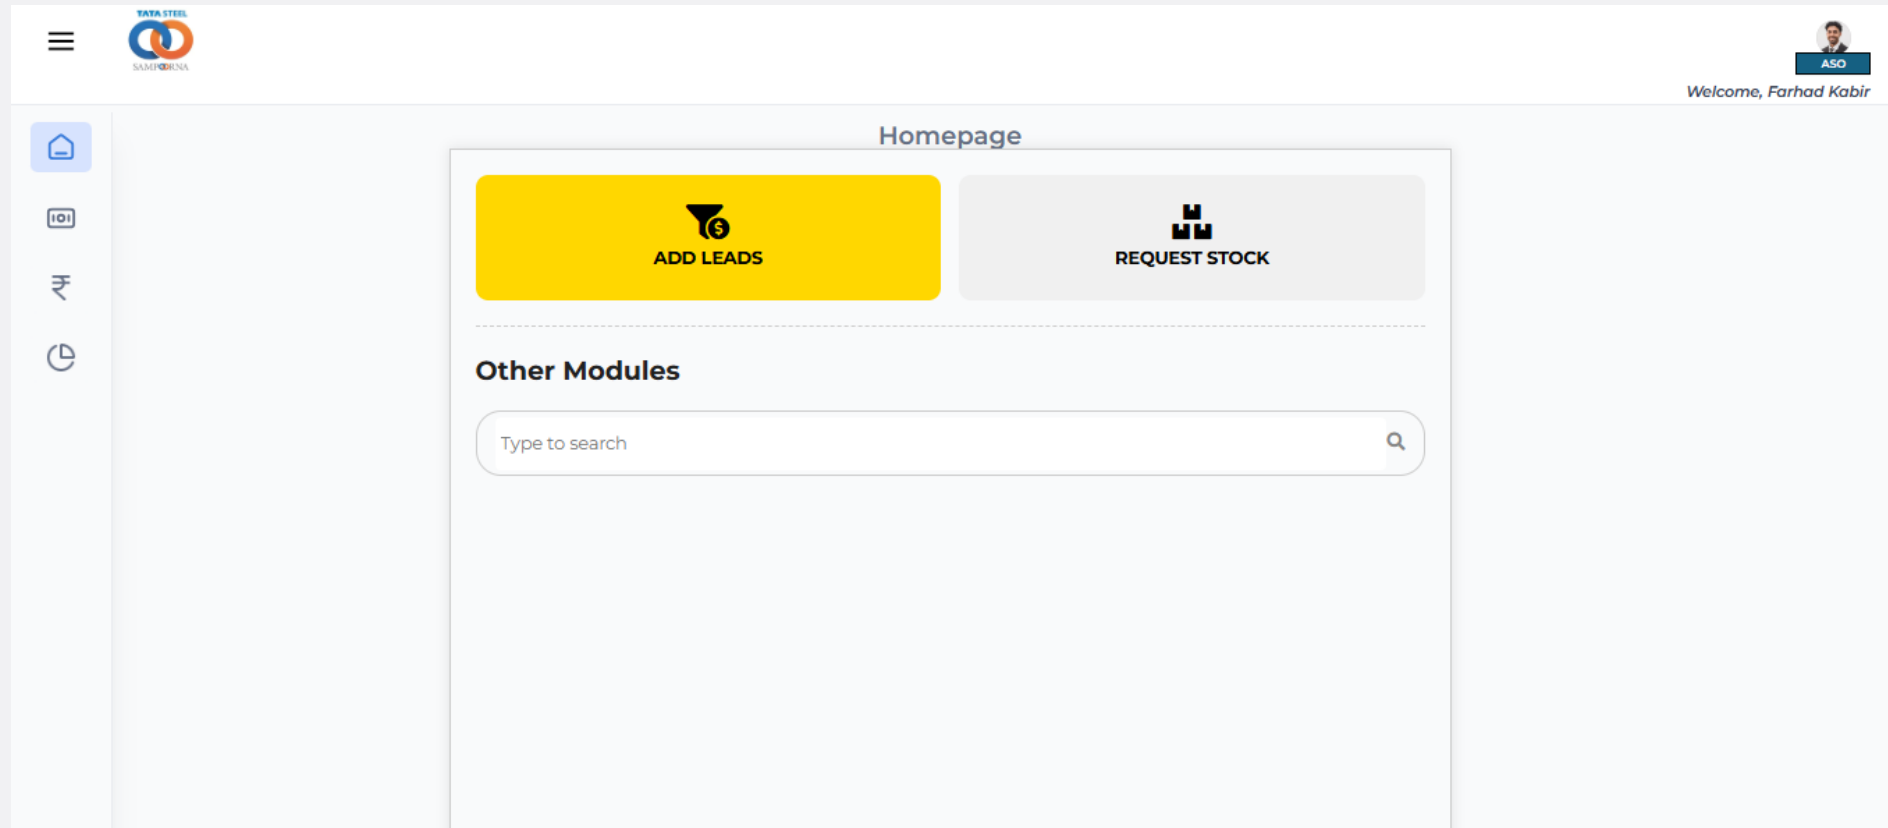 TATA STEEL
SAMPOORNA
ASO
Welcome, Farhad Kabir
Homepage
ADD LEADS
REQUEST STOCK
Other Modules
Type to search